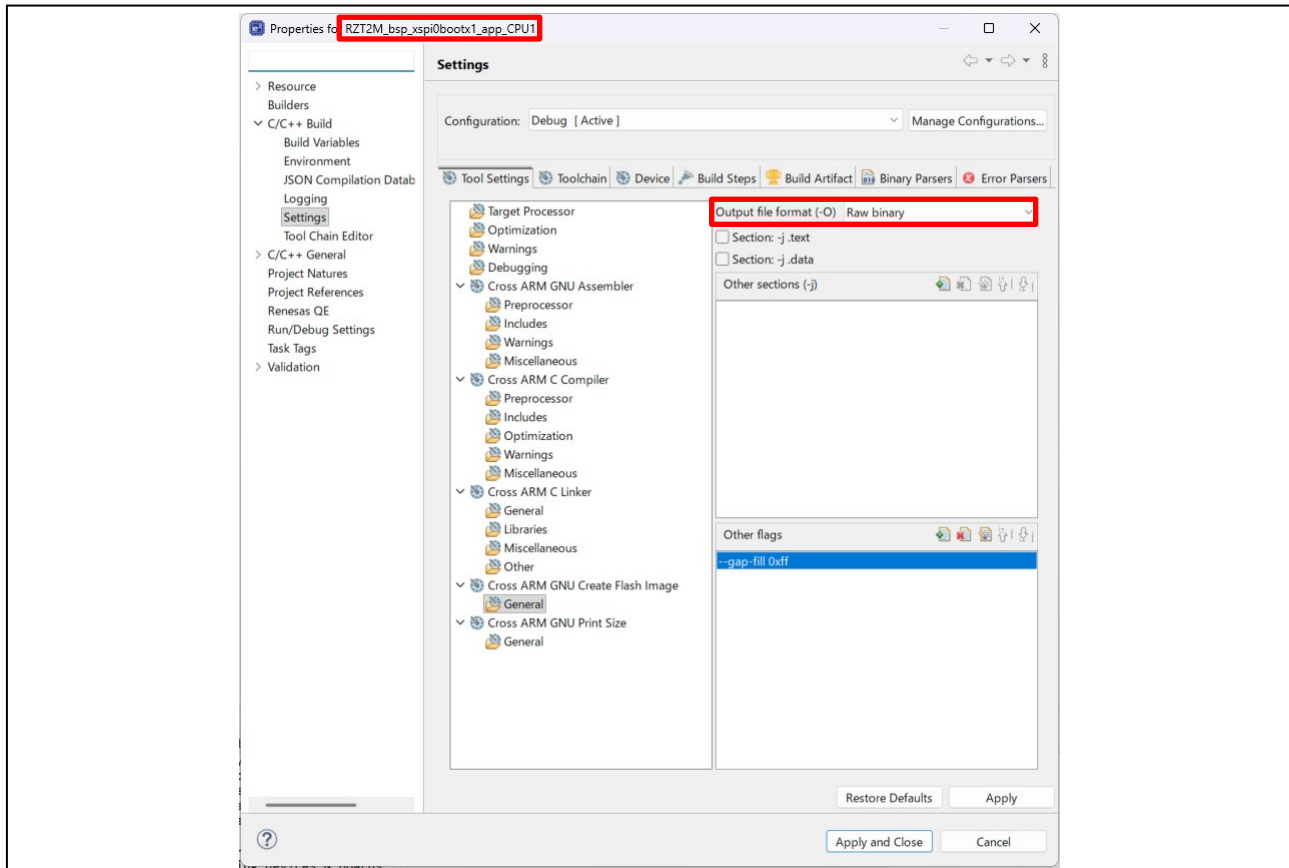 Properties for RZT2M_bsp_xspi0bootx1_app_CPU1
Settings
Resource
Builders
C/C++ Build
Build Variables
Environment
JSON Compilation Datab
Logging
Settings
Tool Chain Editor
C/C++ General
Project Natures
Project References
Renesas QE
Run/Debug Settings
Task Tags
Validation
Configuration: Debug [ Active ]
Manage Configurations...
Tool Settings Toolchain Device Build Steps Build Artifact Binary Parsers Error Parsers
Target Processor
Optimization
Warnings
Debugging
Cross ARM GNU Assembler
Preprocessor
Includes
Warnings
Miscellaneous
Cross ARM C Compiler
Preprocessor
Includes
Optimization
Warnings
Miscellaneous
Cross ARM C Linker
General
Libraries
Miscellaneous
Other
Cross ARM GNU Create Flash Image
General
Cross ARM GNU Print Size
General
Output file format (-O) Raw binary
Section: -j .text
Section: -j .data
Other sections (-j)
Other flags
--gap-fill 0xff
Restore Defaults Apply
Apply and Close Cancel